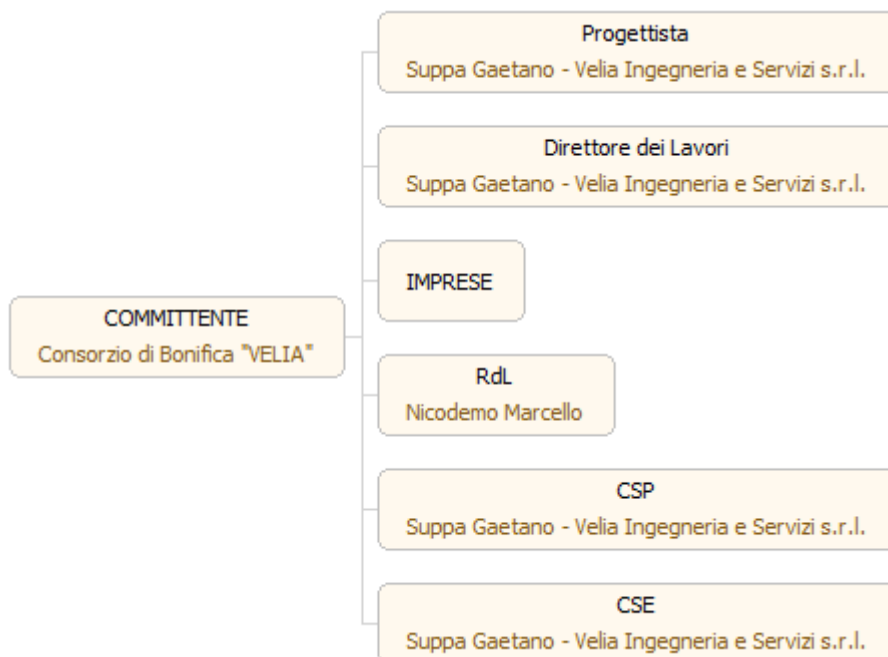 Progettista
Suppa Gaetano - Velia Ingegneria e Servizi s.r.l.
Direttore dei Lavori
Suppa Gaetano - Velia Ingegneria e Servizi s.r.l.
IMPRESE
COMMITTENTE
Consorzio di Bonifica "VELIA"
RdL
Nicodemo Marcello
CSP
Suppa Gaetano - Velia Ingegneria e Servizi s.r.l.
CSE
Suppa Gaetano - Velia Ingegneria e Servizi s.r.l.